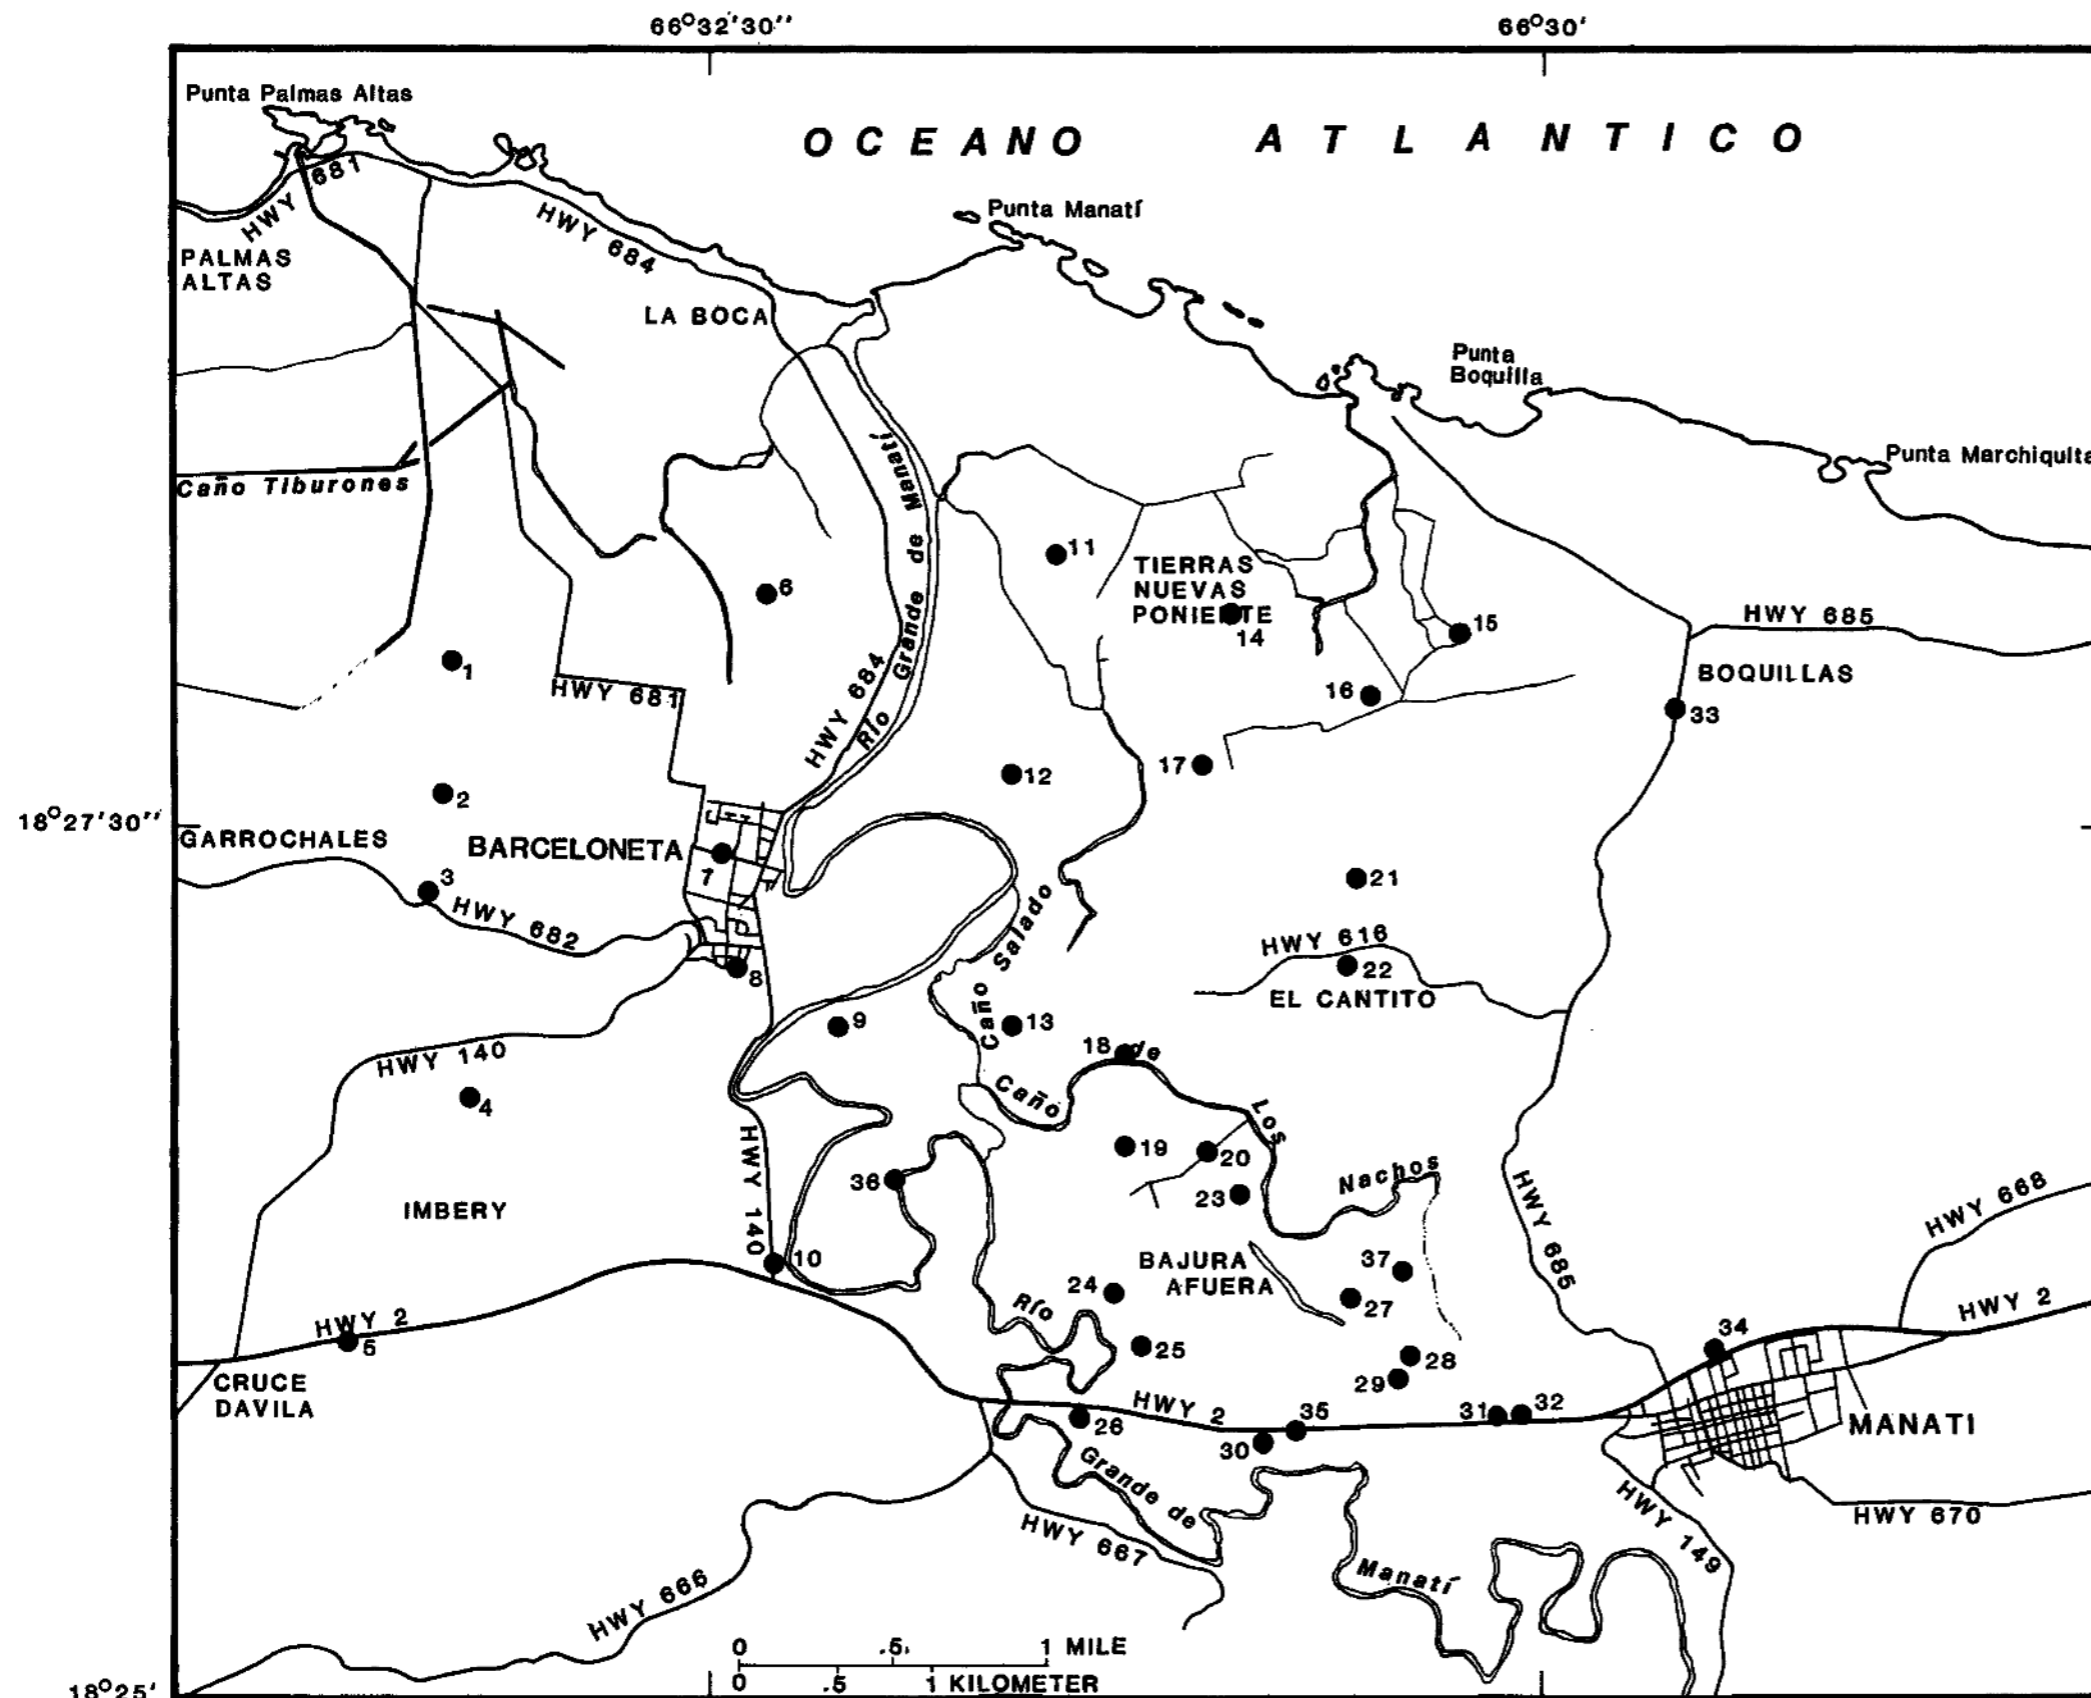 66°32'30''
66°30'
Punta Palmas Altas
OCEANO ATLANTICO
HWY 681
HWY 684
Punta Manatí
PALMAS
ALTAS
LA BOCA
Punta
Boquilla
Punta Marchiquita
Caño Tiburones
Río Grande de Manatí
11
TIERRAS
NUEVAS
PONIENTE
14
6
15
HWY 685
1
HWY 681
HWY 684
16
BOQUILLAS
33
12
17
2
18°27'30''
GARROCHALES
BARCELONETA
7
3
HWY 682
21
Caño Salado
HWY 616
22
EL CANTITO
8
9
13
HWY 140
18
Caño de Los Nachos
4
19
20
HWY 140
36
23
HWY 685
HWY 668
IMBERY
10
BAJURA
AFUERA
37
24
27
HWY 2
5
Río Grande de Manatí
25
28
29
34
HWY 2
CRUCE
DAVILA
HWY 2
26
35
31
32
30
MANATI
HWY 667
HWY 149
HWY 670
HWY 666
0 .5 1 MILE
0 .5 1 KILOMETER
18°25'